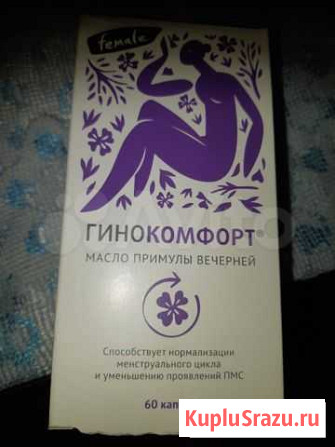 female
ГИНОКОМФОРТ®
МАСЛО ПРИМУЛЫ ВЕЧЕРНЕЙ
Способствует нормализации
менструального цикла
и уменьшению проявлений ПМС
60 кап
KupluSrazu.ru